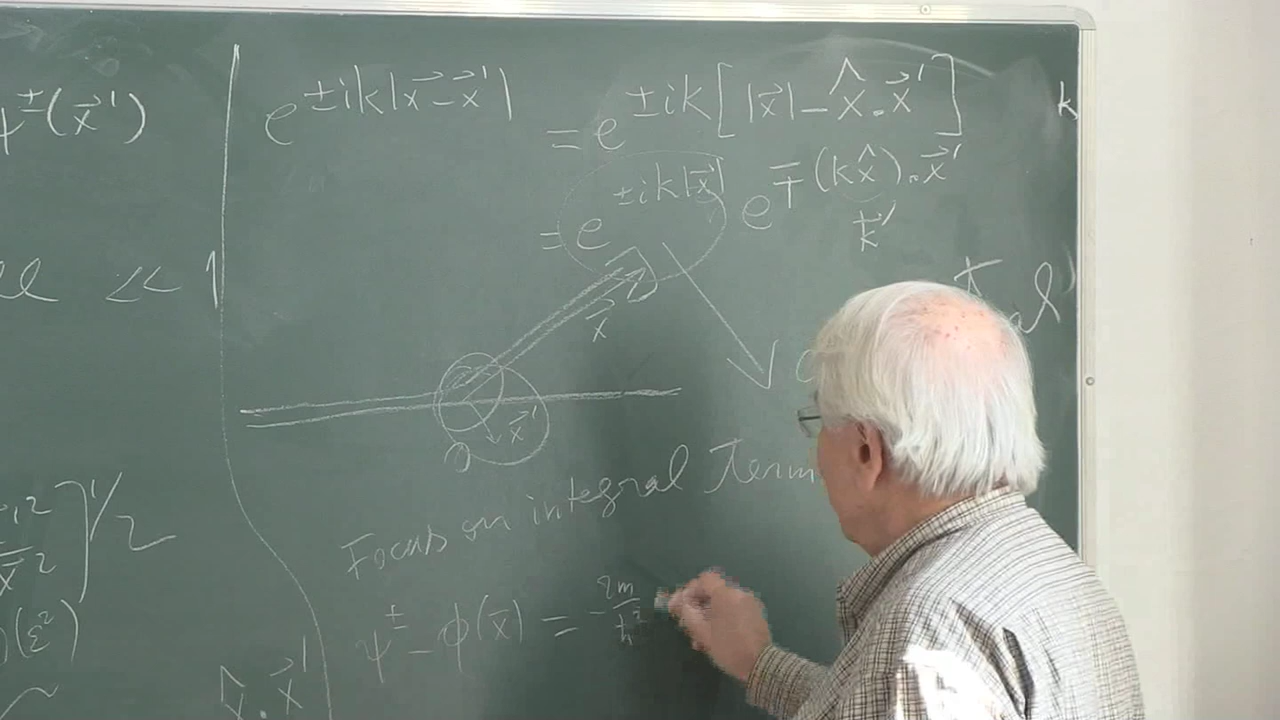 ψ^±(x⃗')
<< 1
]^{1/2}
(ε²)
x̂·x⃗'
e^{±ik|x⃗-x⃗'|} = e^{±ik[|x⃗| - x̂·x⃗']}
k
= e^{±ik|x⃗|} e^{∓(kx̂)·x⃗'}
k⃗'
x⃗
x⃗'
O
Focus on integral Term
ψ^± - φ(x⃗) = -2m/ħ²